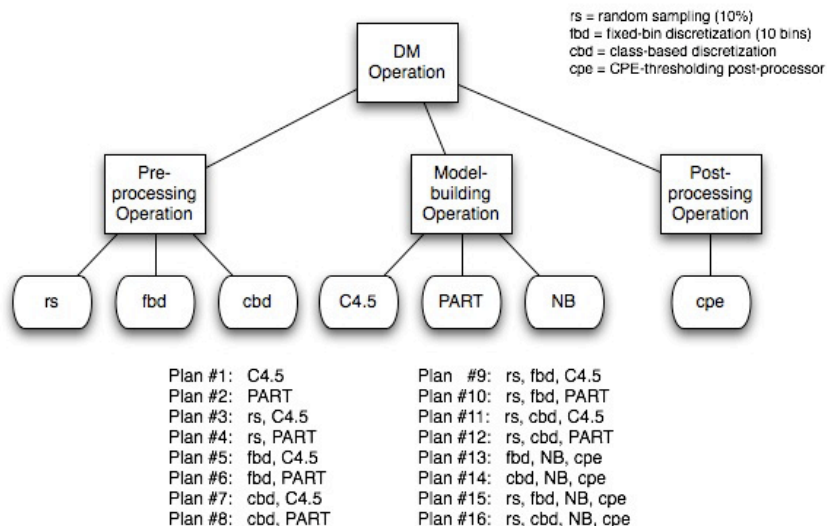 rs = random sampling (10%)
fbd = fixed-bin discretization (10 bins)
cbd = class-based discretization
cpe = CPE-thresholding post-processor
DM
Operation
Pre-
processing
Operation
Model-
building
Operation
Post-
processing
Operation
rs
fbd
cbd
C4.5
PART
NB
cpe
Plan #1: C4.5
Plan #2: PART
Plan #3: rs, C4.5
Plan #4: rs, PART
Plan #5: fbd, C4.5
Plan #6: fbd, PART
Plan #7: cbd, C4.5
Plan #8: cbd, PART
Plan #9: rs, fbd, C4.5
Plan #10: rs, fbd, PART
Plan #11: rs, cbd, C4.5
Plan #12: rs, cbd, PART
Plan #13: fbd, NB, cpe
Plan #14: cbd, NB, cpe
Plan #15: rs, fbd, NB, cpe
Plan #16: rs, cbd, NB, cpe